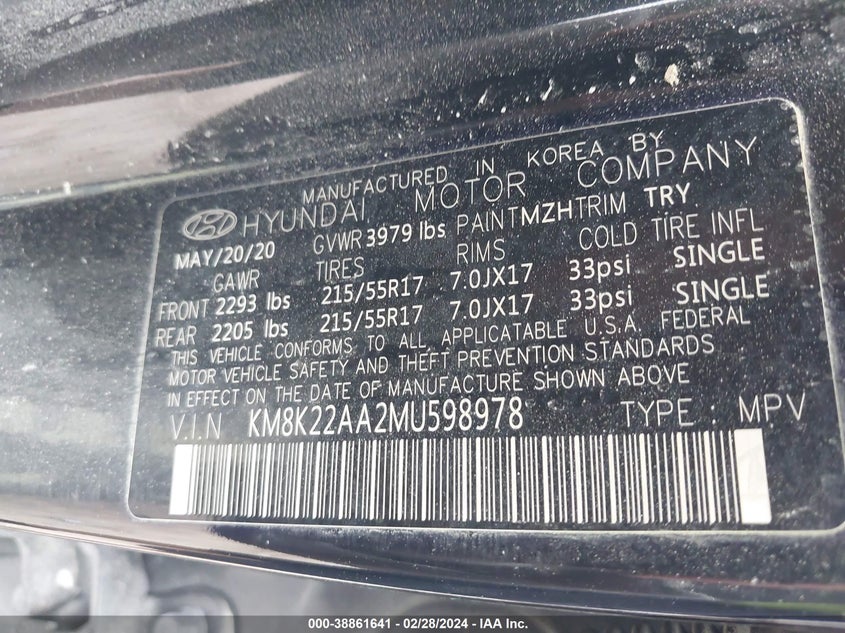 MANUFACTURED IN KOREA BY
HYUNDAI MOTOR COMPANY
MAY/20/20 GVWR 3979 lbs PAINT MZH TRIM TRY
GAWR TIRES RIMS COLD TIRE INFL
FRONT 2293 lbs 215/55R17 7.0JX17 33psi SINGLE
REAR 2205 lbs 215/55R17 7.0JX17 33psi SINGLE
THIS VEHICLE CONFORMS TO ALL APPLICATABLE U.S.A. FEDERAL
MOTOR VEHICLE SAFETY AND THEFT PREVENTION STANDARDS
IN EFFECT ON THE DATE OF MANUFACTURE SHOWN ABOVE
V.I.N KM8K22AA2MU598978 TYPE : MPV
000-38861641 - 02/28/2024 - IAA Inc.